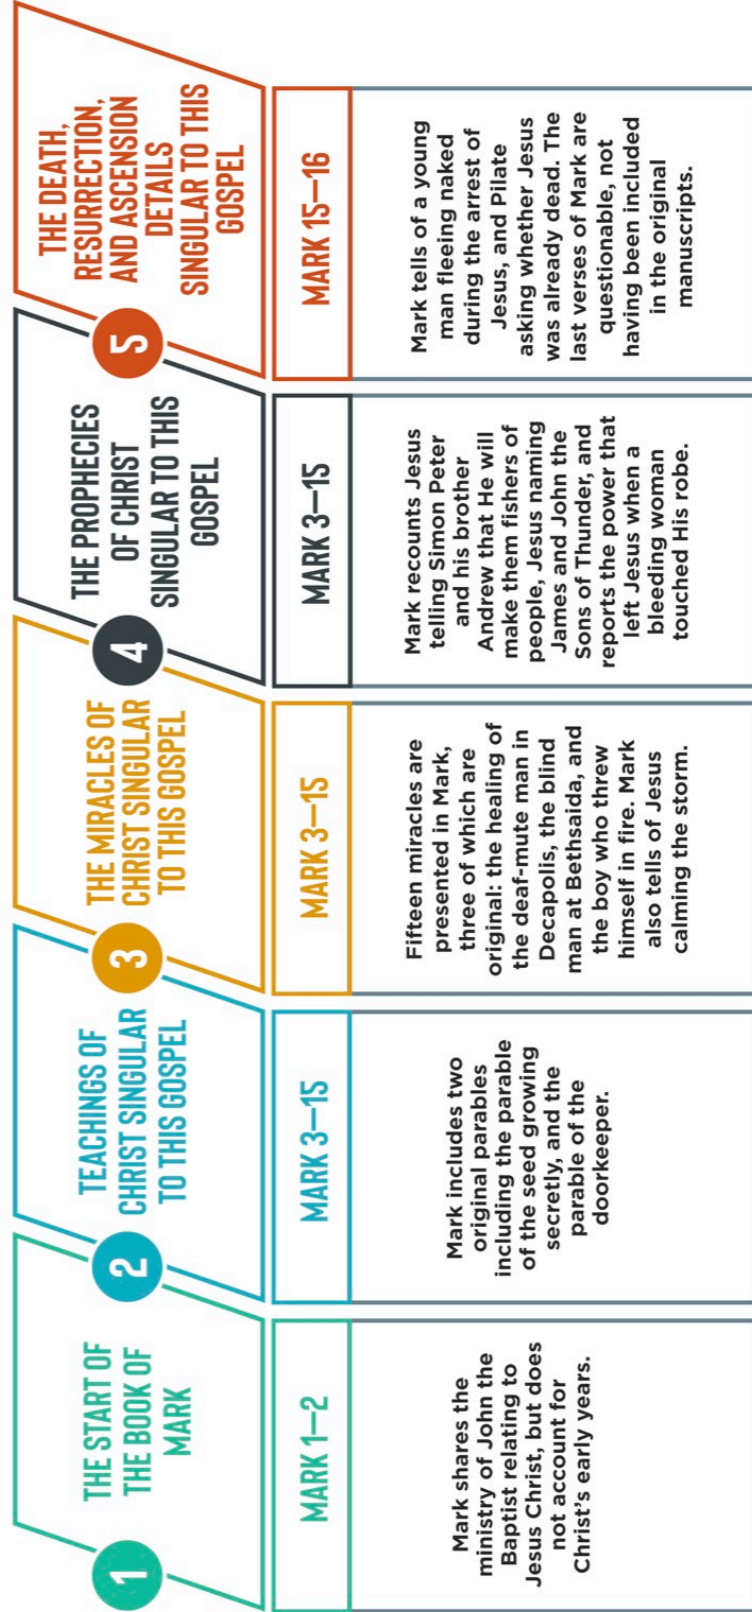 1
THE START OF
THE BOOK OF
MARK
MARK 1–2
Mark shares the
ministry of John the
Baptist relating to
Jesus Christ, but does
not account for
Christ's early years.
2
TEACHINGS OF
CHRIST SINGULAR
TO THIS GOSPEL
MARK 3–15
Mark includes two
original parables
including the parable
of the seed growing
secretly, and the
parable of the
doorkeeper.
3
THE MIRACLES OF
CHRIST SINGULAR
TO THIS GOSPEL
MARK 3–15
Fifteen miracles are
presented in Mark,
three of which are
original: the healing of
the deaf-mute man in
Decapolis, the blind
man at Bethsaida, and
the boy who threw
himself in fire. Mark
also tells of Jesus
calming the storm.
4
THE PROPHECIES
OF CHRIST
SINGULAR TO THIS
GOSPEL
MARK 3–15
Mark recounts Jesus
telling Simon Peter
and his brother
Andrew that He will
make them fishers of
people, Jesus naming
James and John the
Sons of Thunder, and
reports the power that
left Jesus when a
bleeding woman
touched His robe.
5
THE DEATH,
RESURRECTION,
AND ASCENSION
DETAILS
SINGULAR TO THIS
GOSPEL
MARK 15–16
Mark tells of a young
man fleeing naked
during the arrest of
Jesus, and Pilate
asking whether Jesus
was already dead. The
last verses of Mark are
questionable, not
having been included
in the original
manuscripts.